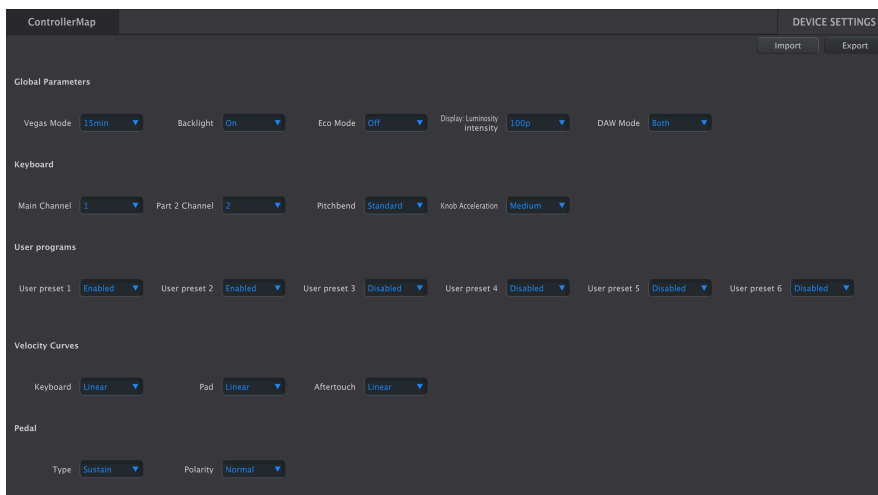 ControllerMap DEVICE SETTINGS
Import Export
Global Parameters
Vegas Mode 15min Backlight On Eco Mode Off Display: Luminosity intensity 100p DAW Mode Both
Keyboard
Main Channel 1 Part 2 Channel 2 Pitchbend Standard Knob Acceleration Medium
User programs
User preset 1 Enabled User preset 2 Enabled User preset 3 Disabled User preset 4 Disabled User preset 5 Disabled User preset 6 Disabled
Velocity Curves
Keyboard Linear Pad Linear Aftertouch Linear
Pedal
Type Sustain Polarity Normal